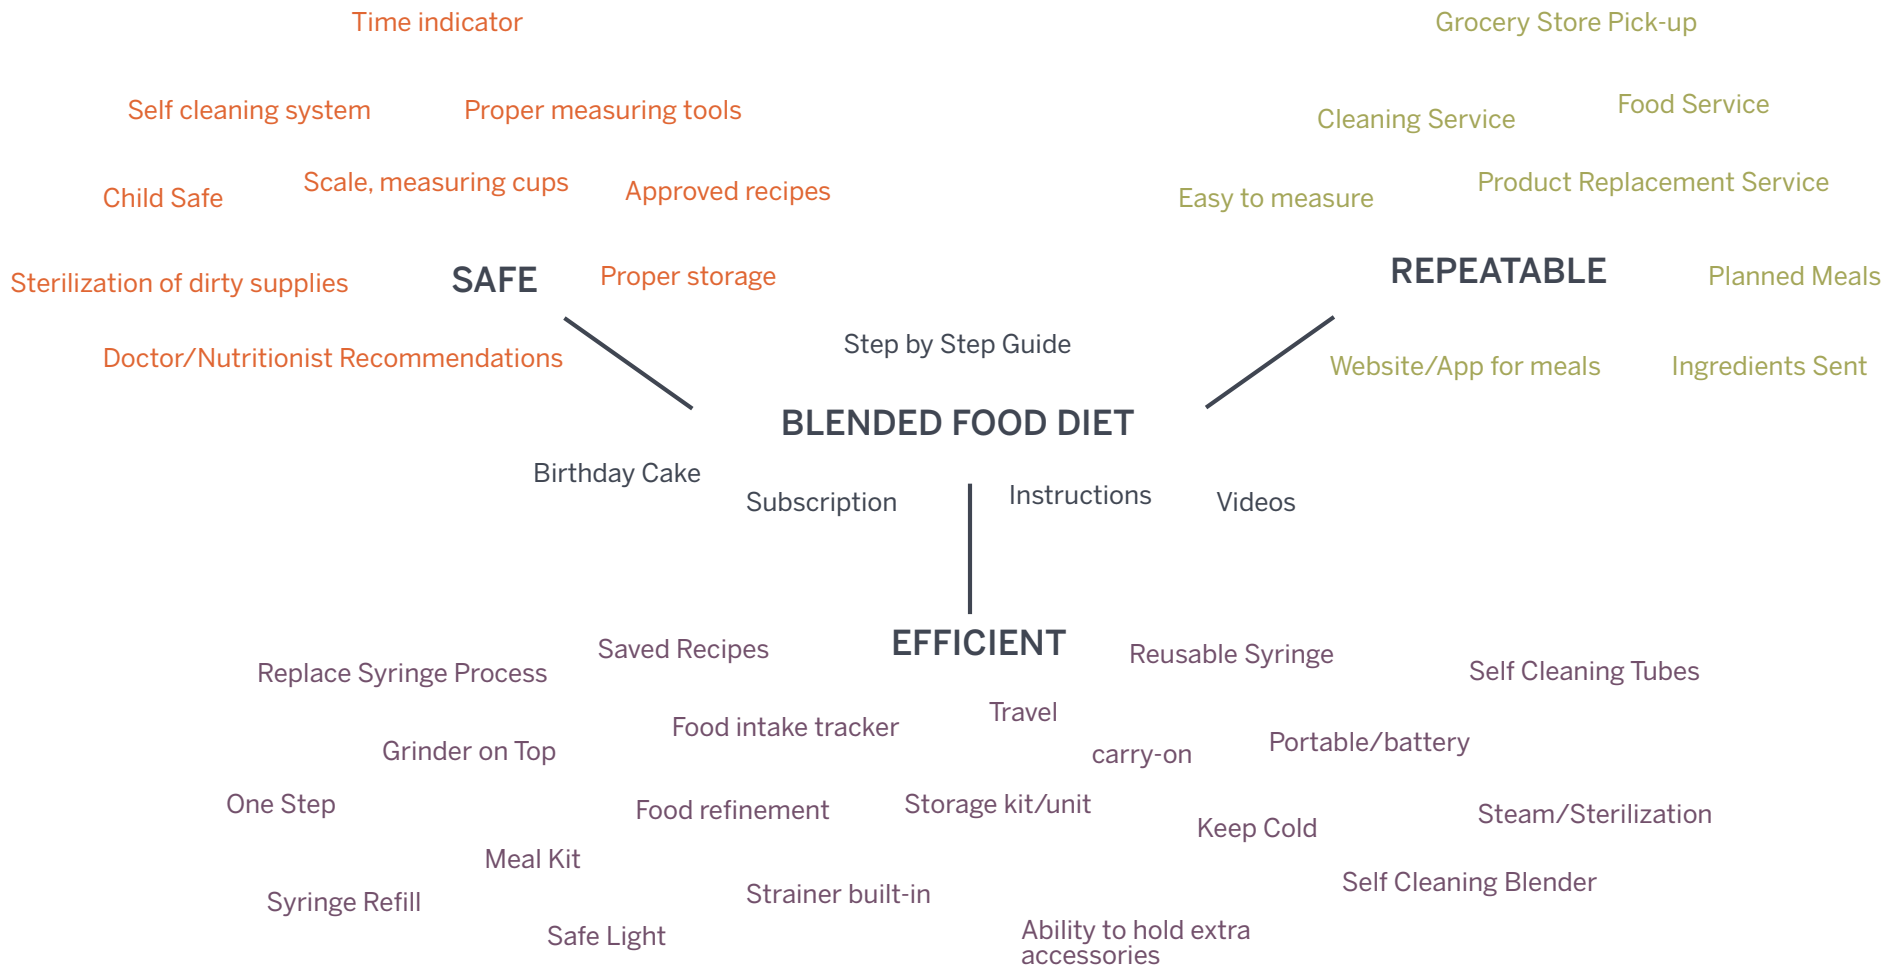 Time indicator
Grocery Store Pick-up
Self cleaning system
Proper measuring tools
Cleaning Service
Food Service
Child Safe
Scale, measuring cups
Approved recipes
Easy to measure
Product Replacement Service
Sterilization of dirty supplies
SAFE
Proper storage
REPEATABLE
Planned Meals
Doctor/Nutritionist Recommendations
Step by Step Guide
Website/App for meals
Ingredients Sent
BLENDED FOOD DIET
Birthday Cake
Subscription
Instructions
Videos
EFFICIENT
Replace Syringe Process
Saved Recipes
Reusable Syringe
Self Cleaning Tubes
Grinder on Top
Food intake tracker
Travel
carry-on
Portable/battery
One Step
Food refinement
Storage kit/unit
Keep Cold
Steam/Sterilization
Meal Kit
Syringe Refill
Strainer built-in
Self Cleaning Blender
Safe Light
Ability to hold extra
accessories